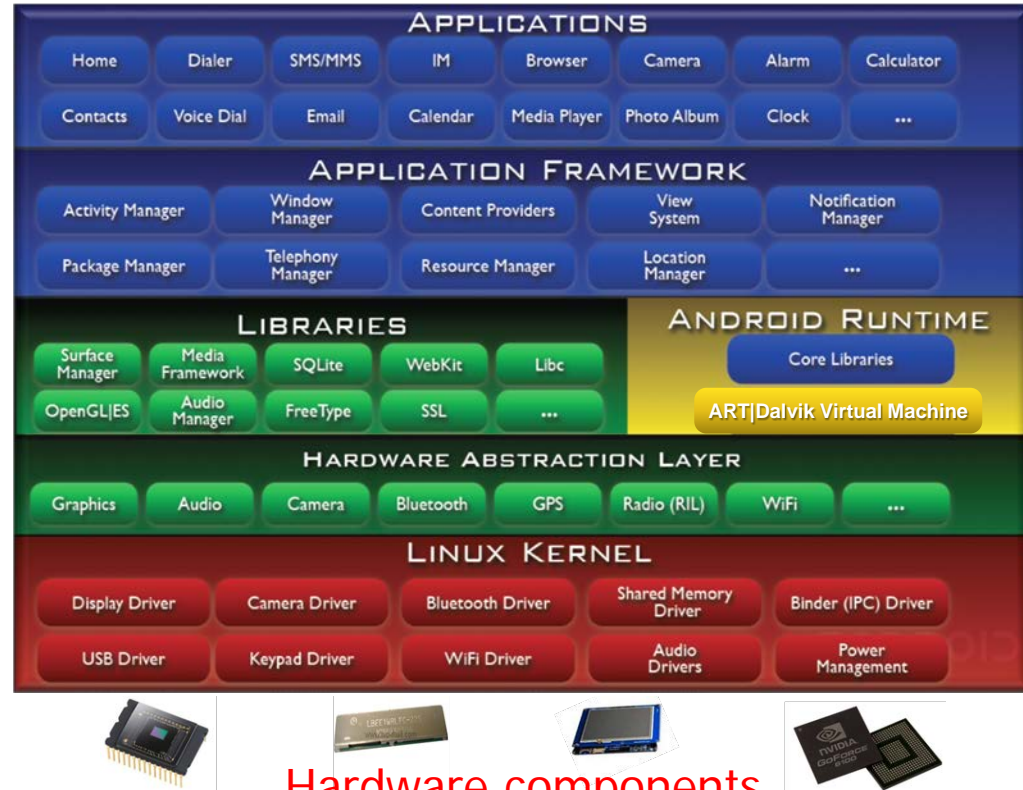 APPLICATIONS
Home Dialer SMS/MMS IM Browser Camera Alarm Calculator
Contacts Voice Dial Email Calendar Media Player Photo Album Clock ...
APPLICATION FRAMEWORK
Activity Manager
Window
Manager
Content Providers
View
System
Notification
Manager
Package Manager
Telephony
Manager
Resource Manager
Location
Manager
...
LIBRARIES
Surface
Manager
Media
Framework
SQLite WebKit Libc
OpenGL|ES
Audio
Manager
FreeType SSL ...
ANDROID RUNTIME
Core Libraries
ART|Dalvik Virtual Machine
HARDWARE ABSTRACTION LAYER
Graphics Audio Camera Bluetooth GPS Radio (RIL) WiFi ...
LINUX KERNEL
Display Driver Camera Driver Bluetooth Driver
Shared Memory
Driver
Binder (IPC) Driver
USB Driver Keypad Driver WiFi Driver
Audio
Drivers
Power
Management
NVIDIA
GOFORCE
Hardware components